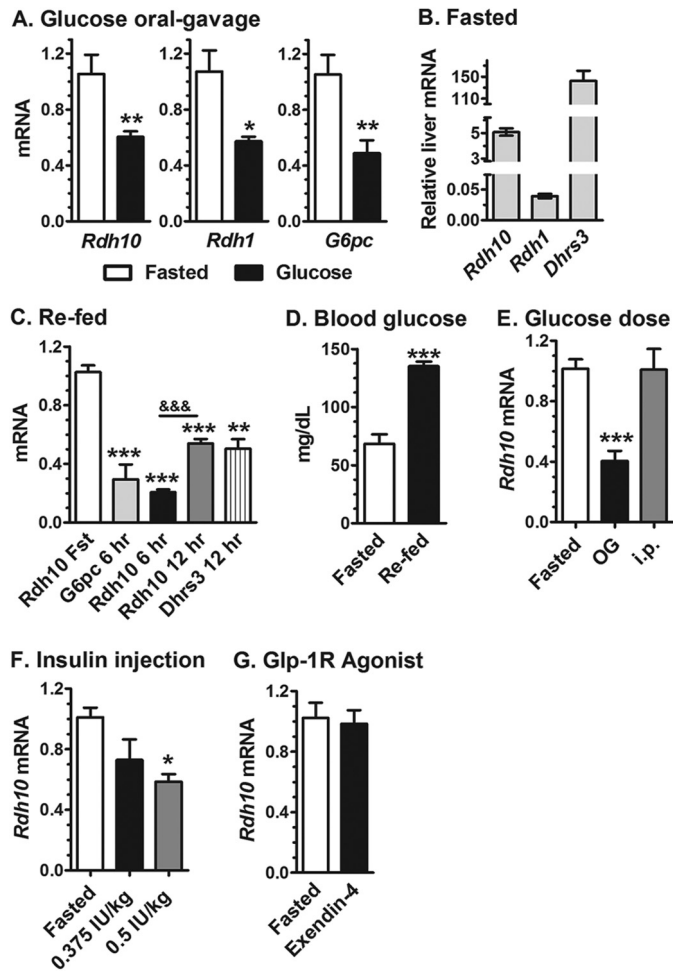 A. Glucose oral-gavage
mRNA
1.2
0.8
0.4
0.0
**
Rdh10
1.2
0.8
0.4
0.0
*
Rdh1
1.2
0.8
0.4
0.0
**
G6pc
Fasted
Glucose
B. Fasted
Relative liver mRNA
150
110
5
3
0.05
0.00
Rdh10
Rdh1
Dhrs3
C. Re-fed
mRNA
1.2
0.8
0.4
0.0
***
***
&&&
***
**
Rdh10 Fst
G6pc 6 hr
Rdh10 6 hr
Rdh10 12 hr
Dhrs3 12 hr
D. Blood glucose
mg/dL
150
100
50
0
***
Fasted
Re-fed
E. Glucose dose
Rdh10 mRNA
1.2
0.8
0.4
0.0
***
Fasted
OG
i.p.
F. Insulin injection
Rdh10 mRNA
1.2
0.8
0.4
0.0
*
Fasted
0.375 IU/kg
0.5 IU/kg
G. Glp-1R Agonist
Rdh10 mRNA
1.2
0.8
0.4
0.0
Fasted
Exendin-4